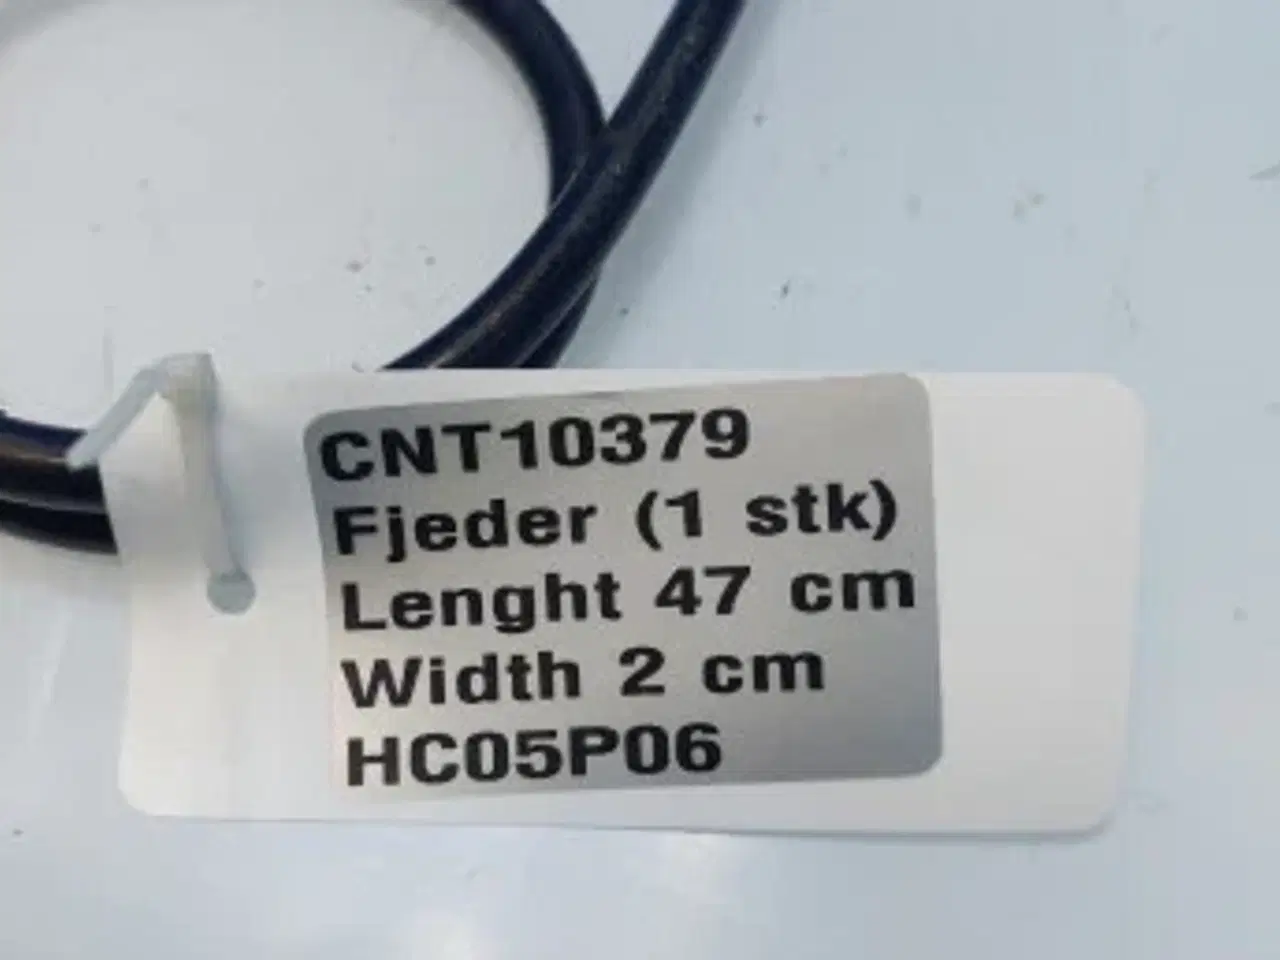 CNT10379
Fjeder (1 stk)
Lenght 47 cm
Width 2 cm
HC05P06